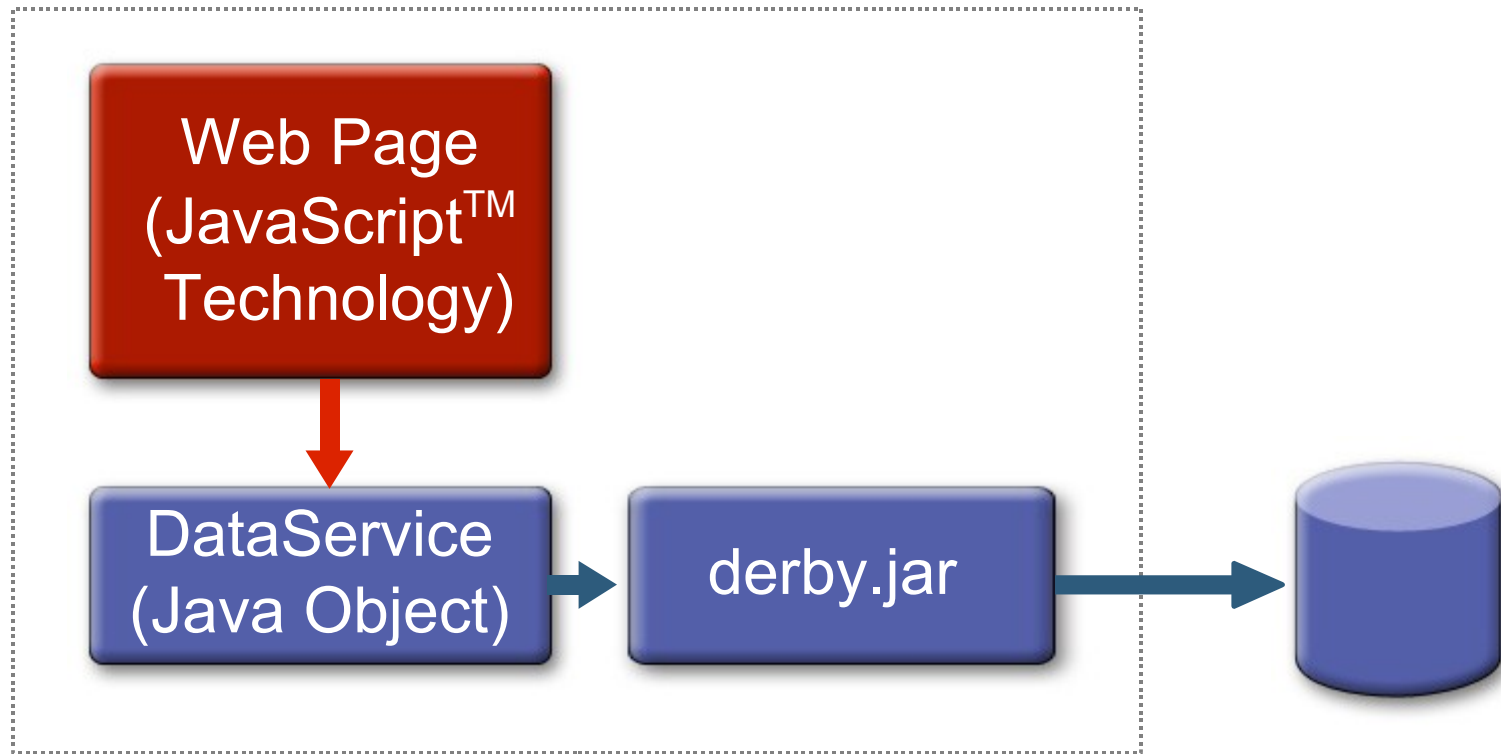 Web Page
(JavaScript™
Technology)
DataService
(Java Object)
derby.jar